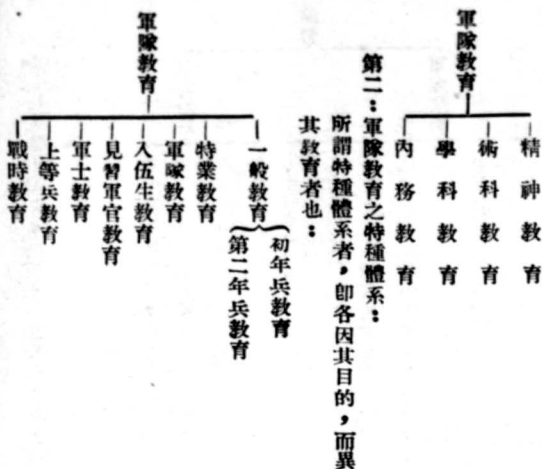 軍隊教育
精神教育
術科教育
學科教育
內務教育
第二：軍隊教育之特種體系：
所謂特種體系者，卽各因其目的，而異
其教育者也：
軍隊教育
一般教育
初年兵教育
第二年兵教育
特業教育
軍隊教育
入伍生教育
見習軍官教育
軍士教育
上等兵教育
戰時教育